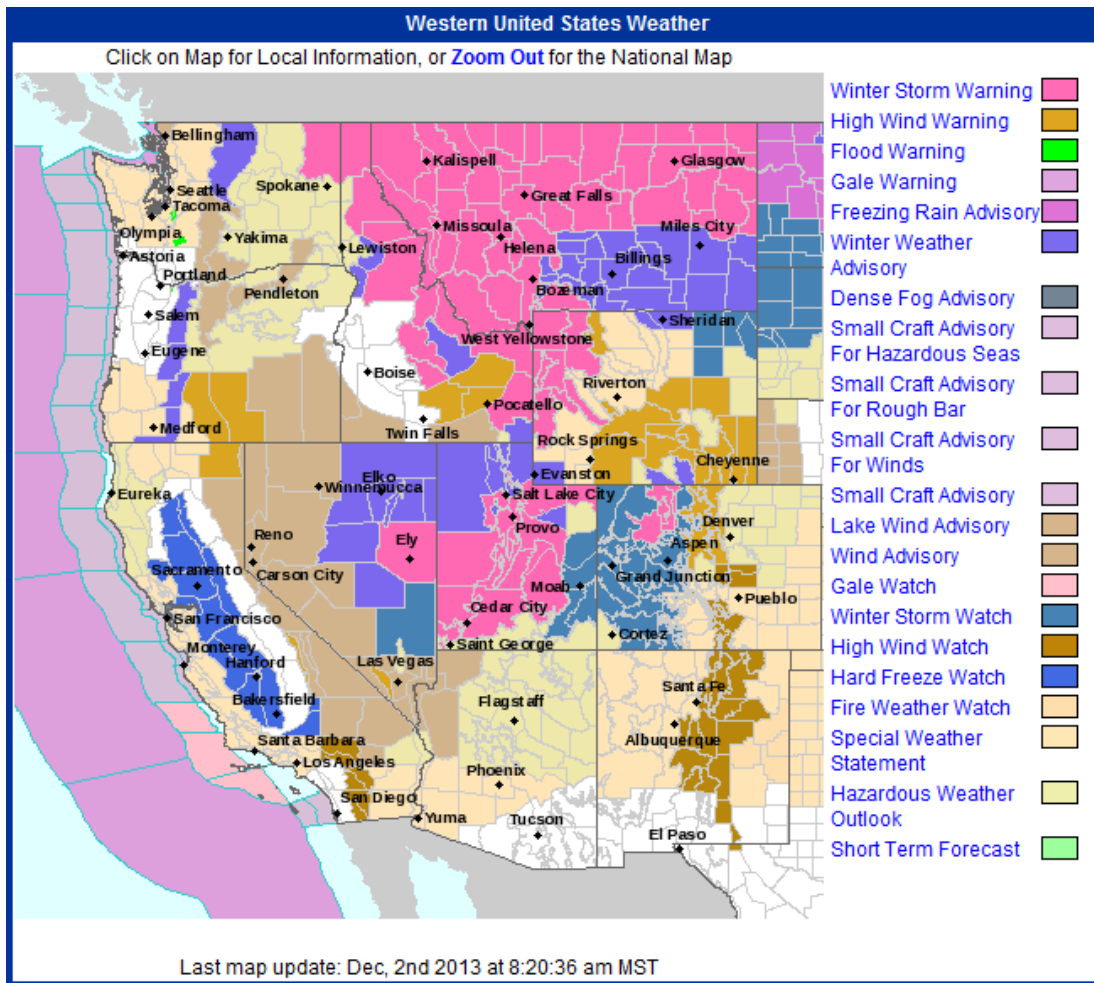 Western United States Weather
Click on Map for Local Information, or Zoom Out for the National Map
Winter Storm Warning
High Wind Warning
Flood Warning
Gale Warning
Freezing Rain Advisory
Winter Weather
Advisory
Dense Fog Advisory
Small Craft Advisory
For Hazardous Seas
Small Craft Advisory
For Rough Bar
Small Craft Advisory
For Winds
Small Craft Advisory
Lake Wind Advisory
Wind Advisory
Gale Watch
Winter Storm Watch
High Wind Watch
Hard Freeze Watch
Fire Weather Watch
Special Weather
Statement
Hazardous Weather
Outlook
Short Term Forecast
Bellingham
Kalispell
Glasgow
Spokane
Seattle
Great Falls
Tacoma
Missoula
Miles City
Olympia
Yakima
Lewiston
Helena
Astoria
Billings
Portland
Pendleton
Bozeman
Salem
Sheridan
West Yellowstone
Eugene
Boise
Riverton
Pocatello
Medford
Twin Falls
Rock Springs
Cheyenne
Elko
Evanston
Winnemucca
Eureka
Salt Lake City
Provo
Denver
Reno
Ely
Aspen
Sacramento
Carson City
Moab
Grand Junction
Pueblo
Cedar City
San Francisco
Cortez
Saint George
Monterey
Hanford
Las Vegas
Santa Fe
Flagstaff
Bakersfield
Albuquerque
Santa Barbara
Los Angeles
Phoenix
San Diego
Yuma
Tucson
El Paso
Last map update: Dec, 2nd 2013 at 8:20:36 am MST